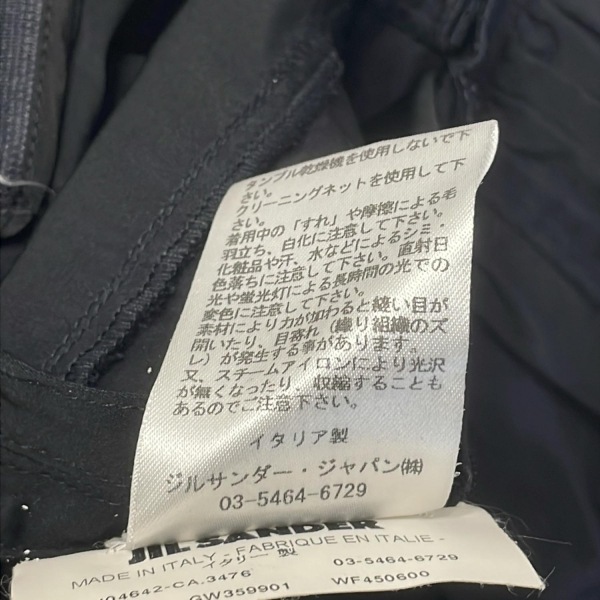 タンブル乾燥機を使用しないで下
さい。
クリーニングネットを使用して下
さい。
着用中の「すれ」や摩擦による毛
羽立ち、白化に注意して下さい。
化粧品や汗、水などによるシミ・
色落ちに注意して下さい。直射日
光や蛍光灯による長時間の光での
変色に注意して下さい。
素材により力が加わると縫い目が
開いたり、目寄れ（織り組織のズ
レ）が発生する事があります。
又、スチームアイロンにより光沢
が無くなったり、収縮することも
あるのでご注意下さい。
イタリア製
ジルサンダー・ジャパン㈱
03-5464-6729
JIL SANDER
MADE IN ITALY - FABRIQUE EN ITALIE -
イタリー製 03-5464-6729
04642-CA.3476
GW359901 WF450600